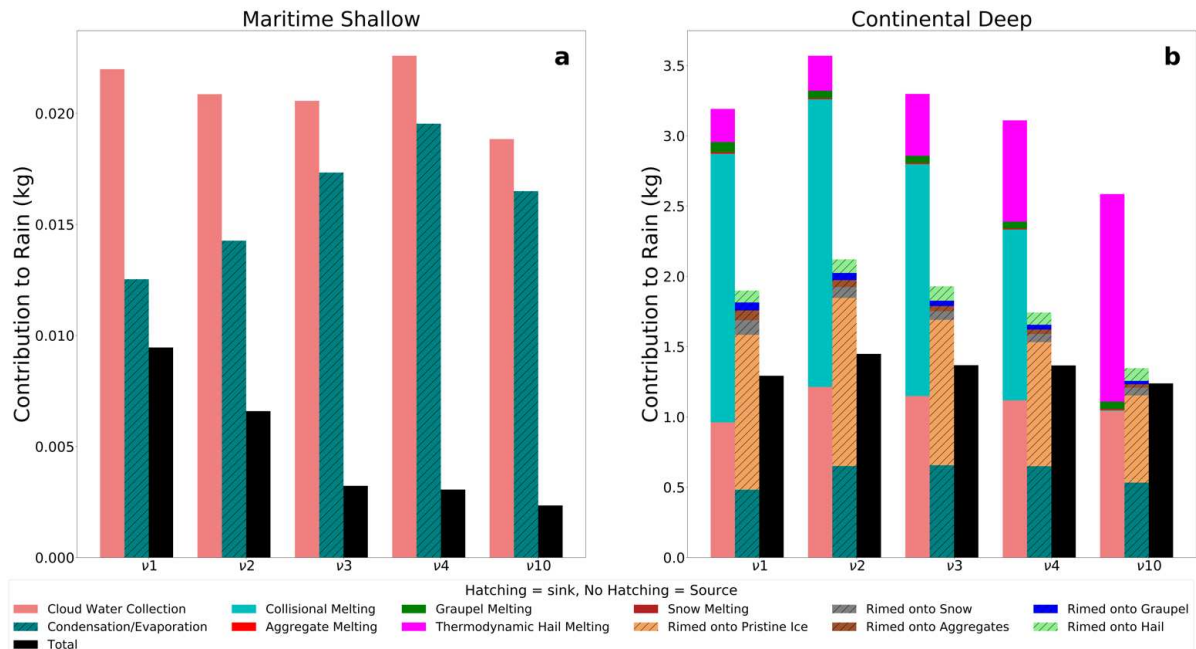 Maritime Shallow
Continental Deep
a
b
Contribution to Rain (kg)
0.020
0.015
0.010
0.005
0.000
ν1
ν2
ν3
ν4
ν10
Contribution to Rain (kg)
3.5
3.0
2.5
2.0
1.5
1.0
0.5
0.0
ν1
ν2
ν3
ν4
ν10
Hatching = sink, No Hatching = Source
Cloud Water Collection
Collisional Melting
Graupel Melting
Snow Melting
Rimed onto Snow
Rimed onto Graupel
Condensation/Evaporation
Aggregate Melting
Thermodynamic Hail Melting
Rimed onto Pristine Ice
Rimed onto Aggregates
Rimed onto Hail
Total